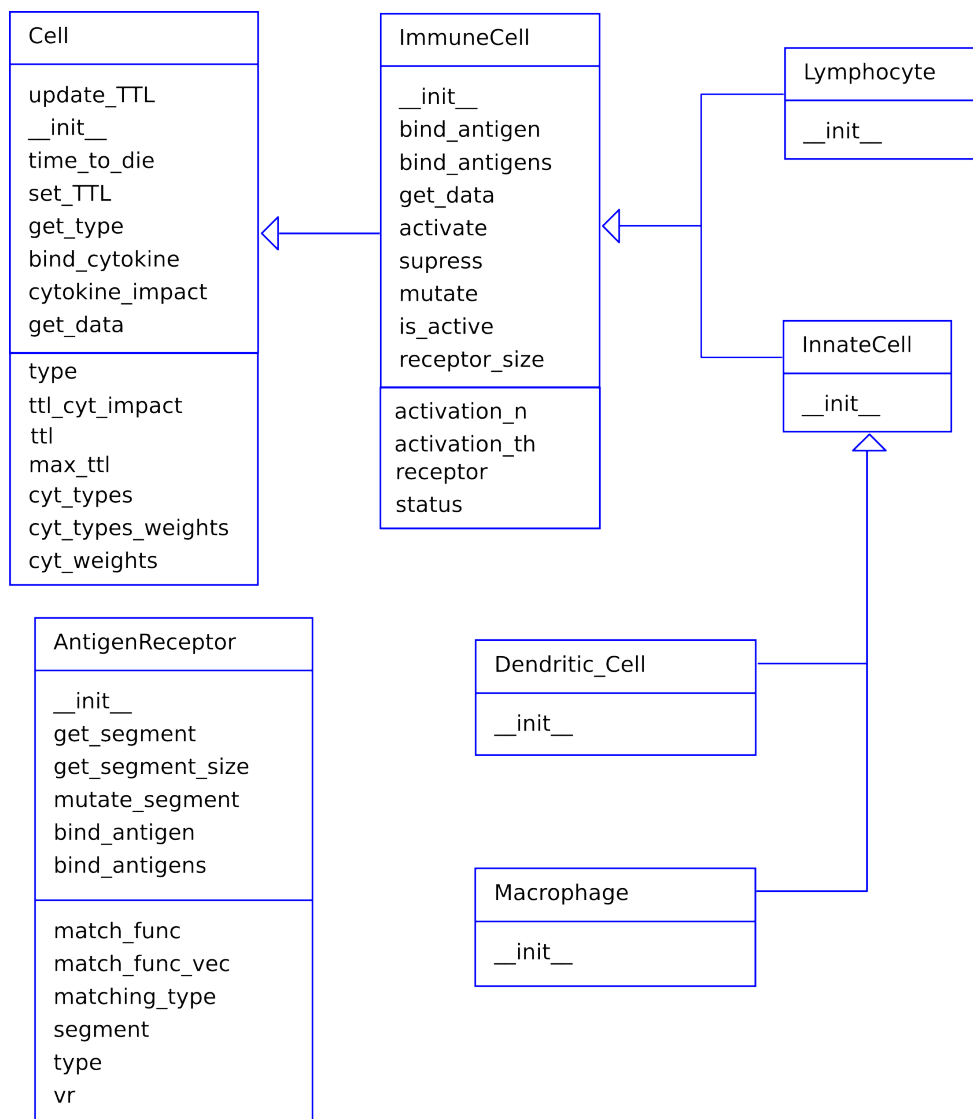 Cell
update_TTL
__init__
time_to_die
set_TTL
get_type
bind_cytokine
cytokine_impact
get_data
type
ttl_cyt_impact
ttl
max_ttl
cyt_types
cyt_types_weights
cyt_weights
ImmuneCell
__init__
bind_antigen
bind_antigens
get_data
activate
supress
mutate
is_active
receptor_size
activation_n
activation_th
receptor
status
Lymphocyte
__init__
InnateCell
__init__
AntigenReceptor
__init__
get_segment
get_segment_size
mutate_segment
bind_antigen
bind_antigens
match_func
match_func_vec
matching_type
segment
type
vr
Dendritic_Cell
__init__
Macrophage
__init__